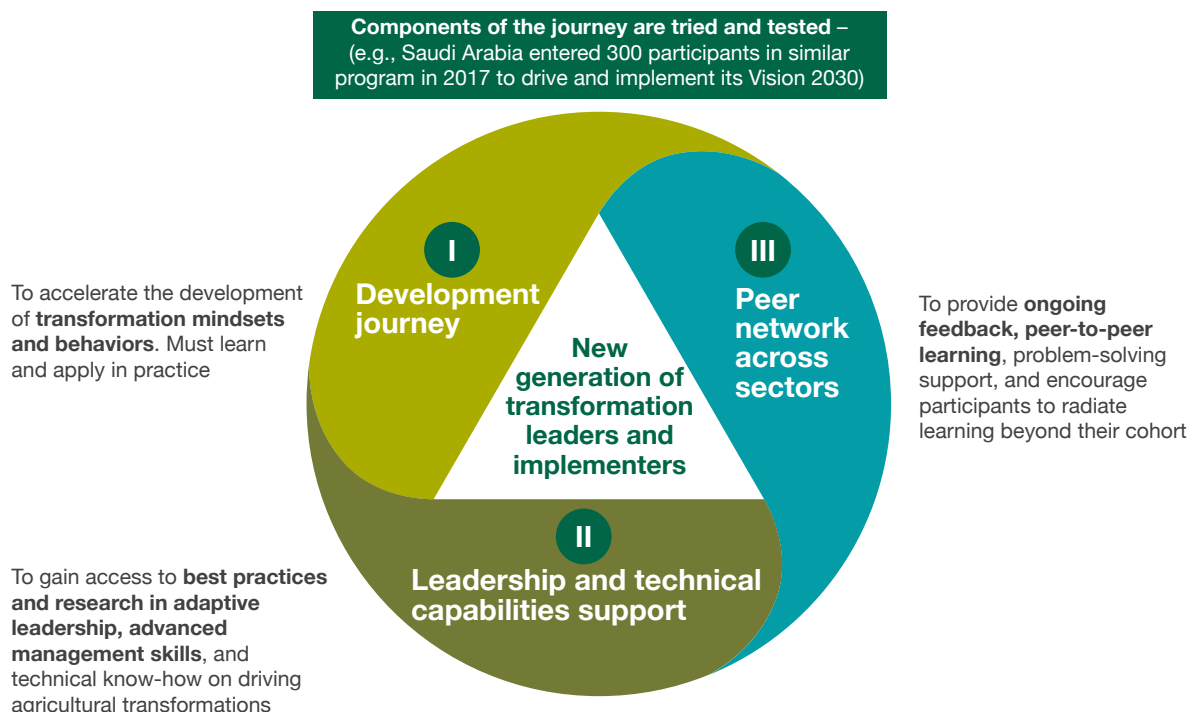 Components of the journey are tried and tested –
(e.g., Saudi Arabia entered 300 participants in similar
program in 2017 to drive and implement its Vision 2030)
I
Development
journey
To accelerate the development
of transformation mindsets
and behaviors. Must learn
and apply in practice
New
generation of
transformation
leaders and
implementers
III
Peer
network
across
sectors
To provide ongoing
feedback, peer-to-peer
learning, problem-solving
support, and encourage
participants to radiate
learning beyond their cohort
II
Leadership and technical
capabilities support
To gain access to best practices
and research in adaptive
leadership, advanced
management skills, and
technical know-how on driving
agricultural transformations